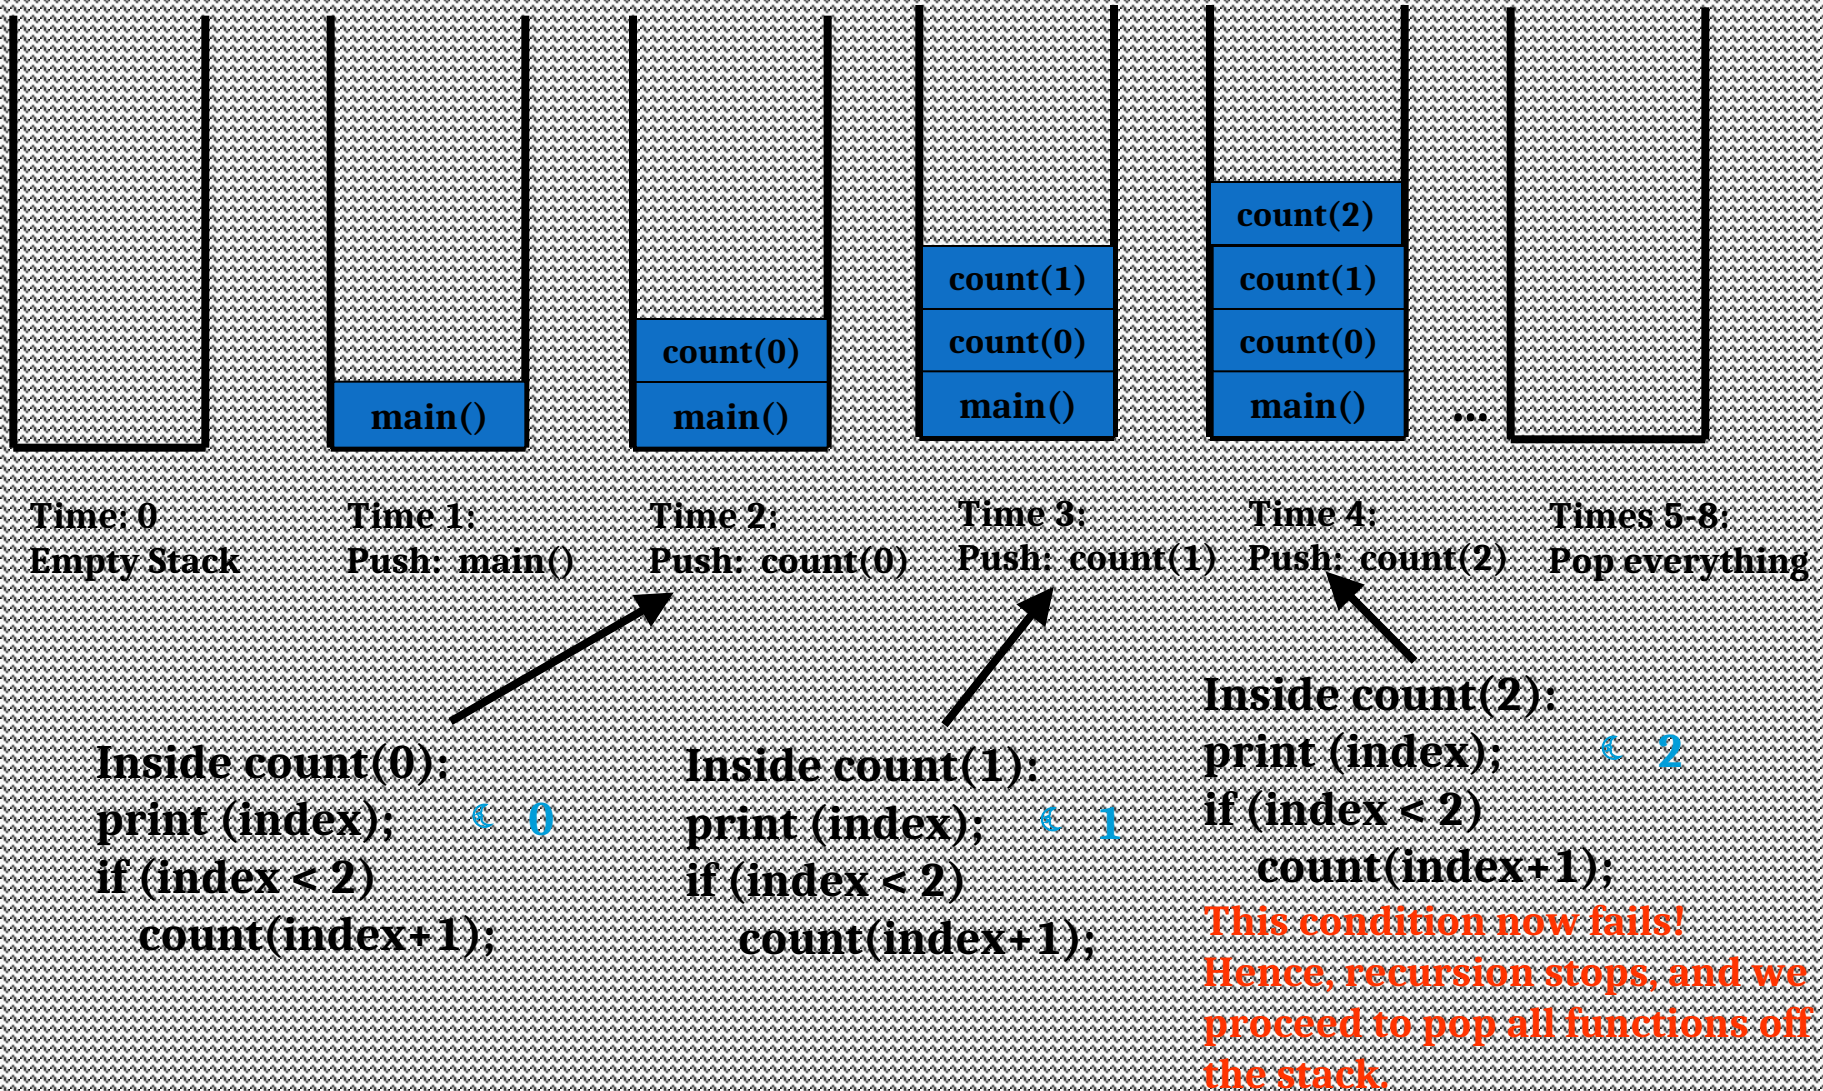 count(2)
count(1)
count(1)
count(0)
count(0)
count(0)
main()
main()
main()
main()
...
Time: 0
Empty Stack
Time 1:
Push: main()
Time 2:
Push: count(0)
Time 3:
Push: count(1)
Time 4:
Push: count(2)
Times 5-8:
Pop everything
Inside count(0):
print (index); ☾ 0
if (index < 2)
count(index+1);
Inside count(1):
print (index); ☾ 1
if (index < 2)
count(index+1);
Inside count(2):
print (index); ☾ 2
if (index < 2)
count(index+1);
This condition now fails!
Hence, recursion stops, and we
proceed to pop all functions off
the stack.